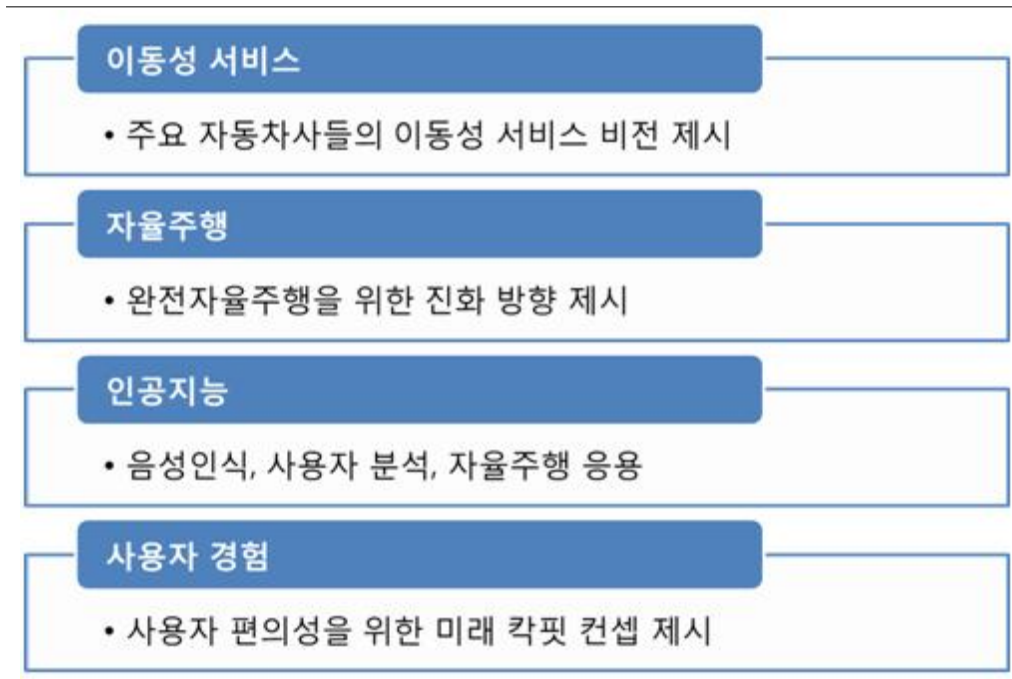 이동성 서비스
• 주요 자동차사들의 이동성 서비스 비전 제시
자율주행
• 완전자율주행을 위한 진화 방향 제시
인공지능
• 음성인식, 사용자 분석, 자율주행 응용
사용자 경험
• 사용자 편의성을 위한 미래 칵핏 컨셉 제시